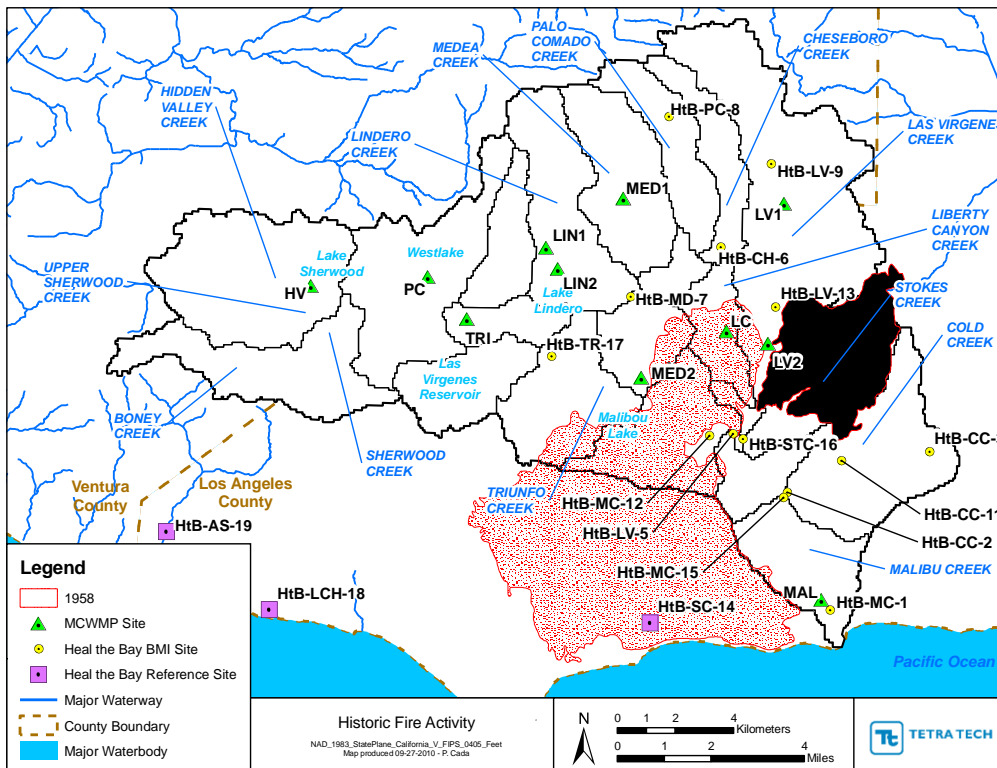 PALO
COMADO
CREEK
MEDEA
CREEK
CHESEBORO
CREEK
HIDDEN
VALLEY
CREEK
HtB-PC-8
LAS VIRGENES
CREEK
LINDERO
CREEK
HtB-LV-9
MED1
LV1
LIBERTY
CANYON
CREEK
LIN1
HtB-CH-6
Lake
Sherwood
Westlake
UPPER
SHERWOOD
CREEK
HV
PC
LIN2
Lake
Lindero
HtB-MD-7
HtB-LV-13
STOKES
CREEK
TRI
LC
COLD
CREEK
HtB-TR-17
LV2
Las
Virgenes
Reservoir
MED2
BONEY
CREEK
Malibou
Lake
HtB-STC-16
HtB-CC-
SHERWOOD
CREEK
Ventura
County
Los Angeles
County
TRIUNFO
CREEK
HtB-MC-12
HtB-CC-11
HtB-AS-19
HtB-LV-5
HtB-CC-2
HtB-MC-15
MALIBU CREEK
HtB-LCH-18
HtB-SC-14
MAL
HtB-MC-1
Pacific Ocean
Legend
1958
MCWMP Site
Heal the Bay BMI Site
Heal the Bay Reference Site
Major Waterway
County Boundary
Major Waterbody
Historic Fire Activity
NAD_1983_StatePlane_California_V_FIPS_0405_Feet
Map produced 09-27-2010 - P. Cada
N
0 1 2 4
Kilometers
0 1 2 4
Miles
Tt TETRA TECH